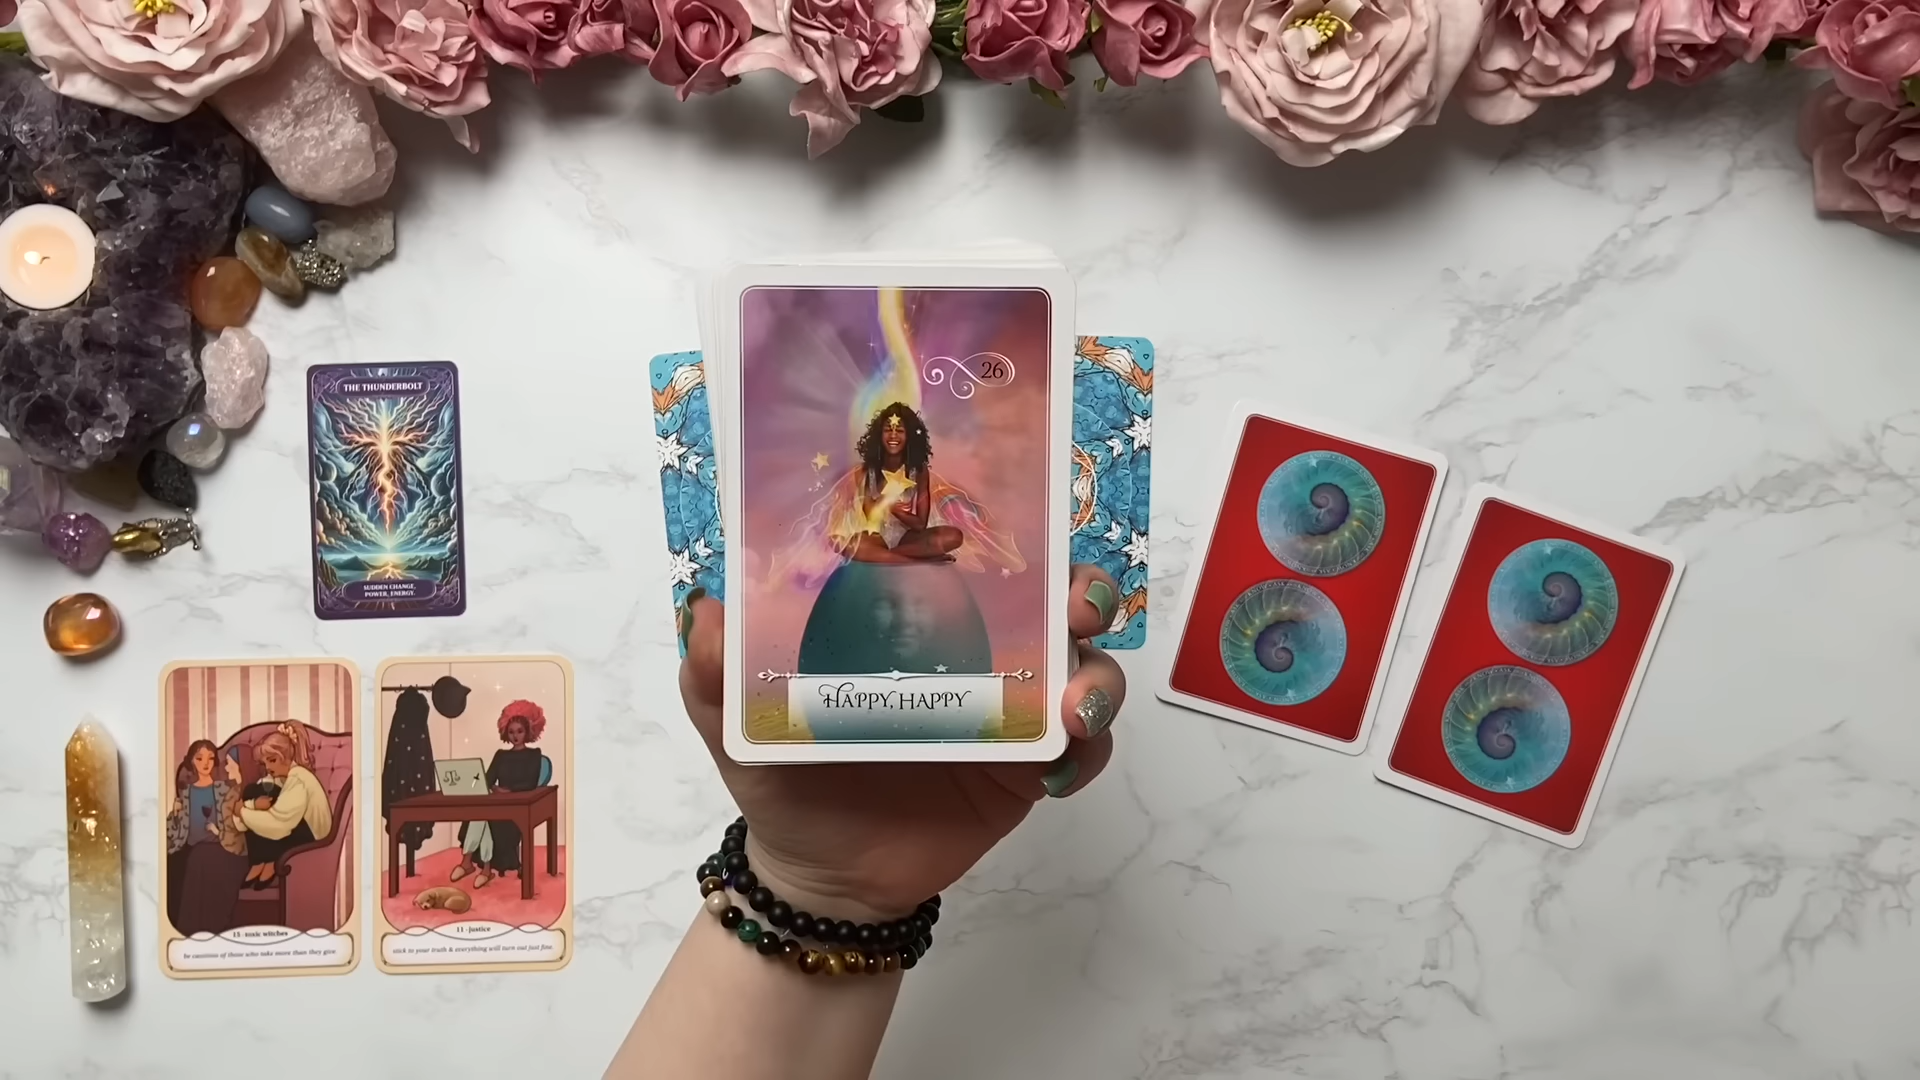 THE THUNDERBOLT
SUDDEN CHANGE,
POWER, ENERGY.
26
HAPPY, HAPPY
15 · toxic witches
be cautious of those who take more than they give
11 · justice
stick to your truth & everything will turn out just fine.